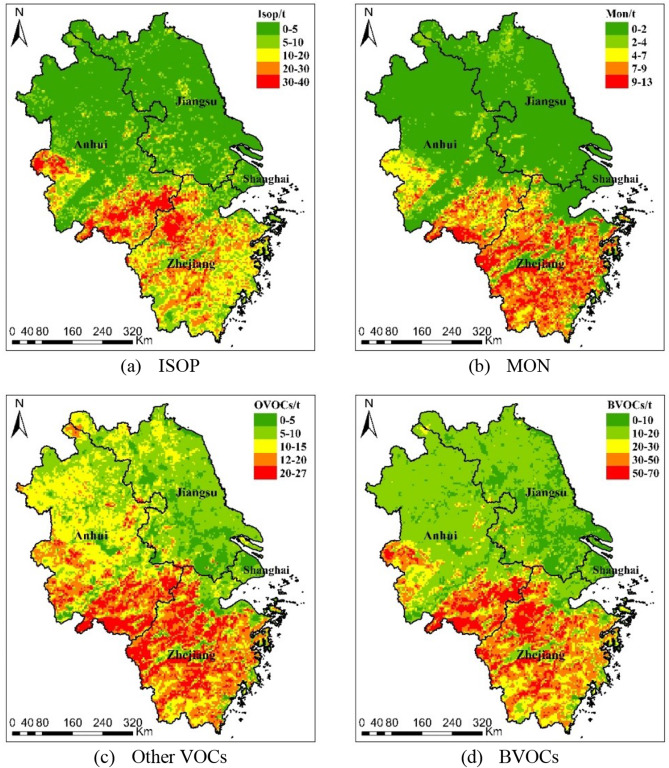 N
Isop/t
0-5
5-10
10-20
20-30
30-40
Jiangsu
Anhui
Shanghai
Zhejiang
0 40 80 160 240 320
Km
(a) ISOP
N
Mon/t
0-2
2-4
4-7
7-9
9-13
Jiangsu
Anhui
Shanghai
Zhejiang
0 40 80 160 240 320
Km
(b) MON
N
OVOCs/t
0-5
5-10
10-15
12-20
20-27
Jiangsu
Anhui
Shanghai
Zhejiang
0 40 80 160 240 320
Km
(c) Other VOCs
N
BVOCs/t
0-10
10-20
20-30
30-50
50-70
Jiangsu
Anhui
Shanghai
Zhejiang
0 40 80 160 240 320
Km
(d) BVOCs